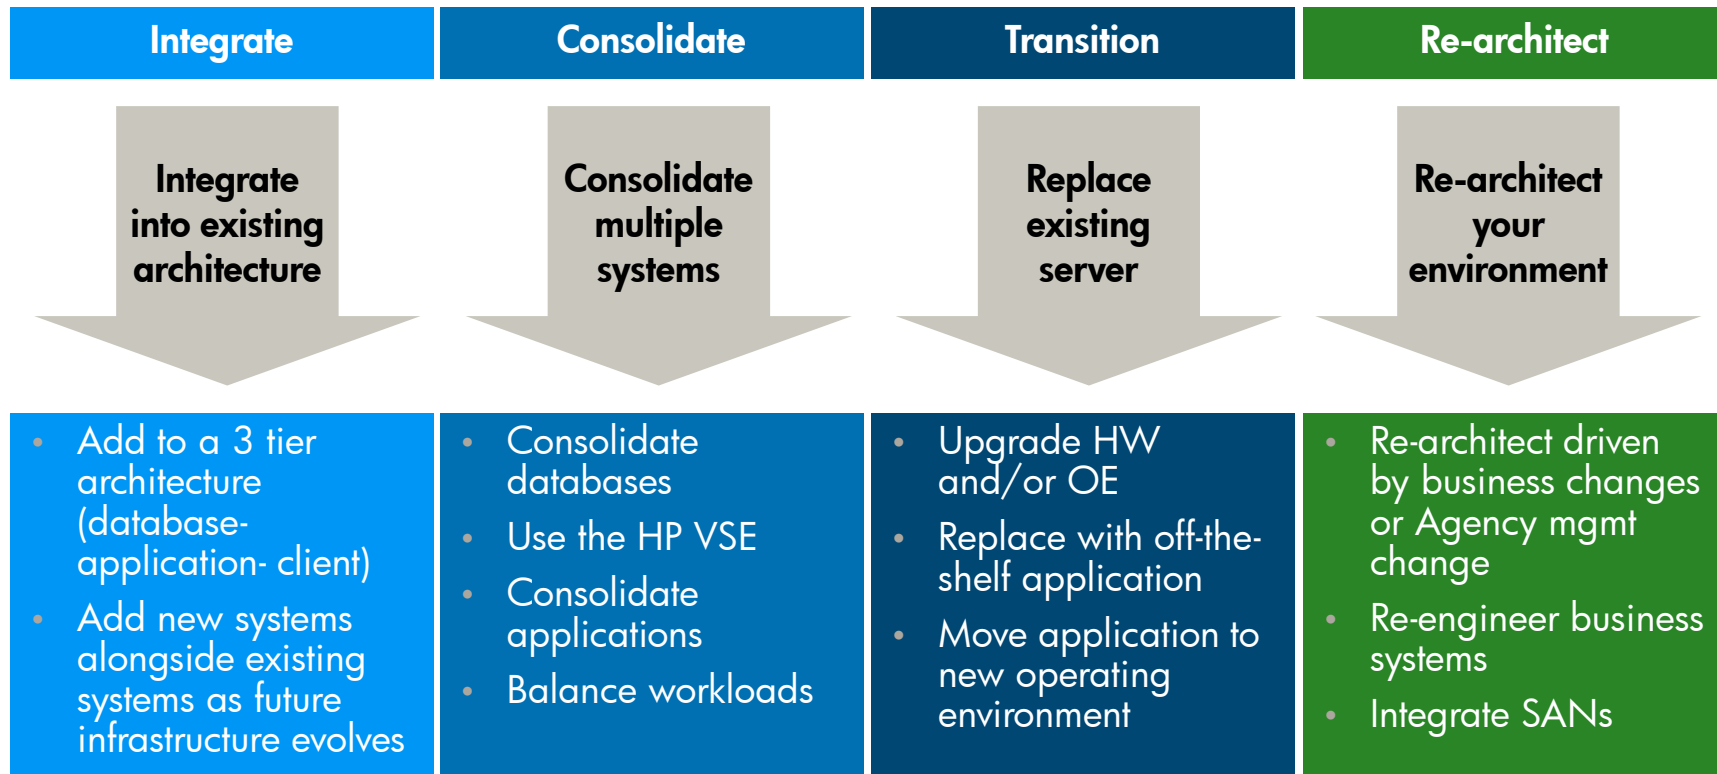 Integrate
Consolidate
Transition
Re-architect
Integrate
into existing
architecture
Consolidate
multiple
systems
Replace
existing
server
Re-architect
your
environment
• Add to a 3 tier
architecture
(database-
application- client)
• Add new systems
alongside existing
systems as future
infrastructure evolves
• Consolidate
databases
• Use the HP VSE
• Consolidate
applications
• Balance workloads
• Upgrade HW
and/or OE
• Replace with off-the-
shelf application
• Move application to
new operating
environment
• Re-architect driven
by business changes
or Agency mgmt
change
• Re-engineer business
systems
• Integrate SANs